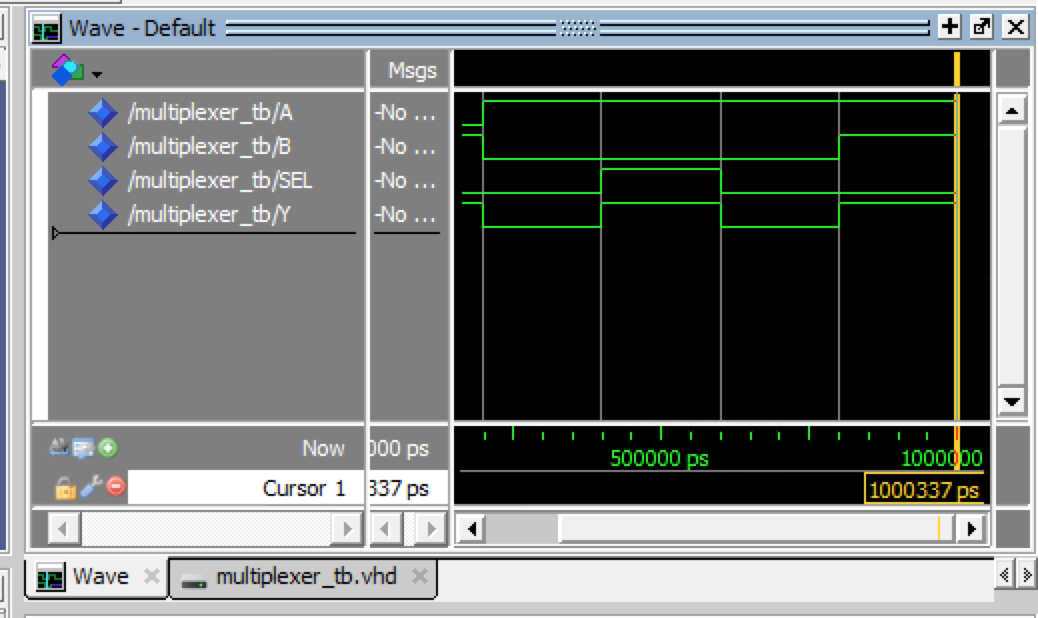 Wave - Default
Msgs
/multiplexer_tb/A -No ...
/multiplexer_tb/B -No ...
/multiplexer_tb/SEL -No ...
/multiplexer_tb/Y -No ...
Now 000 ps 500000 ps 1000000
Cursor 1 337 ps 1000337 ps
Wave multiplexer_tb.vhd